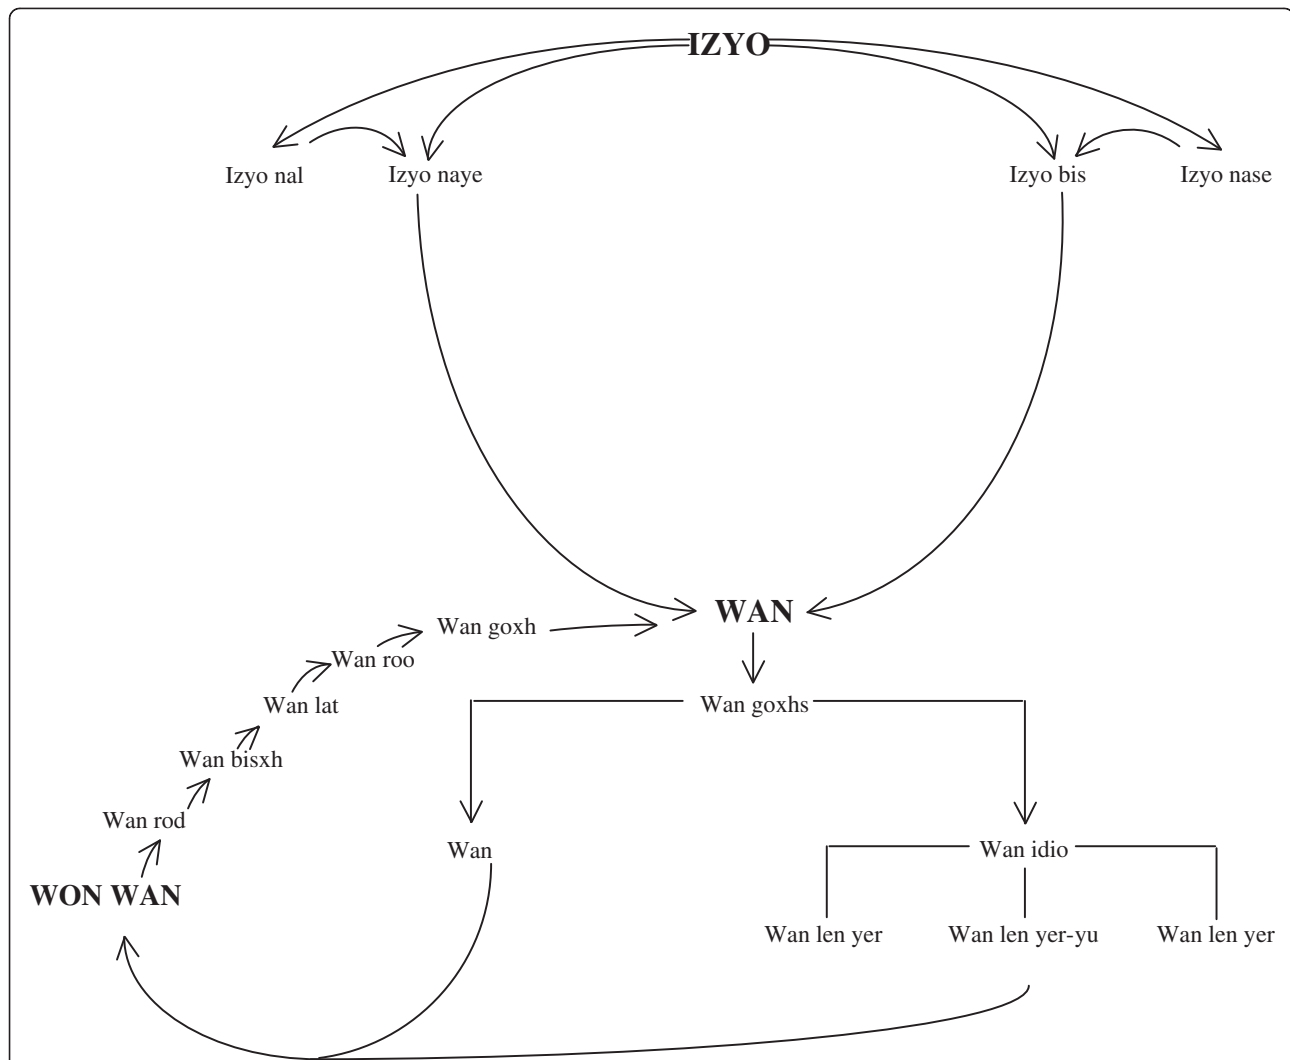 IZYO
Izyo nal
Izyo naye
Izyo bis
Izyo nase
WAN
Wan goxh
Wan roo
Wan lat
Wan goxhs
Wan bisxh
Wan rod
Wan
Wan idio
WON WAN
Wan len yer
Wan len yer-yu
Wan len yer